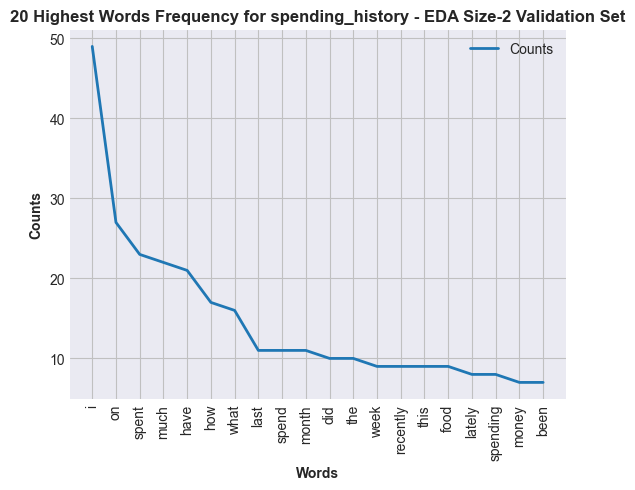 20 Highest Words Frequency for spending_history - EDA Size-2 Validation Set
Counts
50
40
30
20
10
Counts
i
on
spent
much
have
how
what
last
spend
month
did
the
week
recently
this
food
lately
spending
money
been
Words